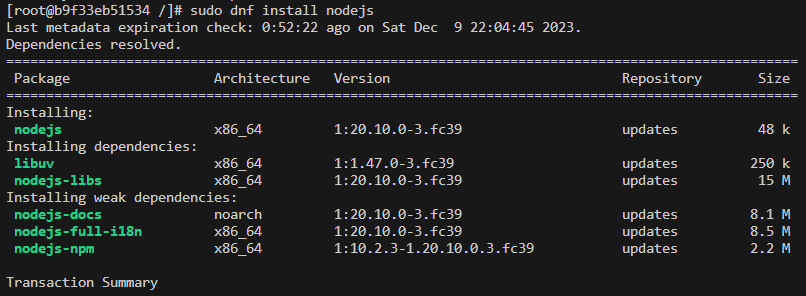 [root@b9f33eb51534 /]# sudo dnf install nodejs
Last metadata expiration check: 0:52:22 ago on Sat Dec  9 22:04:45 2023.
Dependencies resolved.
================================================================================================
 Package                  Architecture   Version                             Repository       Size
================================================================================================
Installing:
 nodejs                   x86_64         1:20.10.0-3.fc39                    updates          48 k
Installing dependencies:
 libuv                    x86_64         1:1.47.0-3.fc39                     updates         250 k
 nodejs-libs              x86_64         1:20.10.0-3.fc39                    updates          15 M
Installing weak dependencies:
 nodejs-docs              noarch         1:20.10.0-3.fc39                    updates         8.1 M
 nodejs-full-i18n         x86_64         1:20.10.0-3.fc39                    updates         8.5 M
 nodejs-npm               x86_64         1:10.2.3-1.20.10.0.3.fc39           updates         2.2 M
Transaction Summary